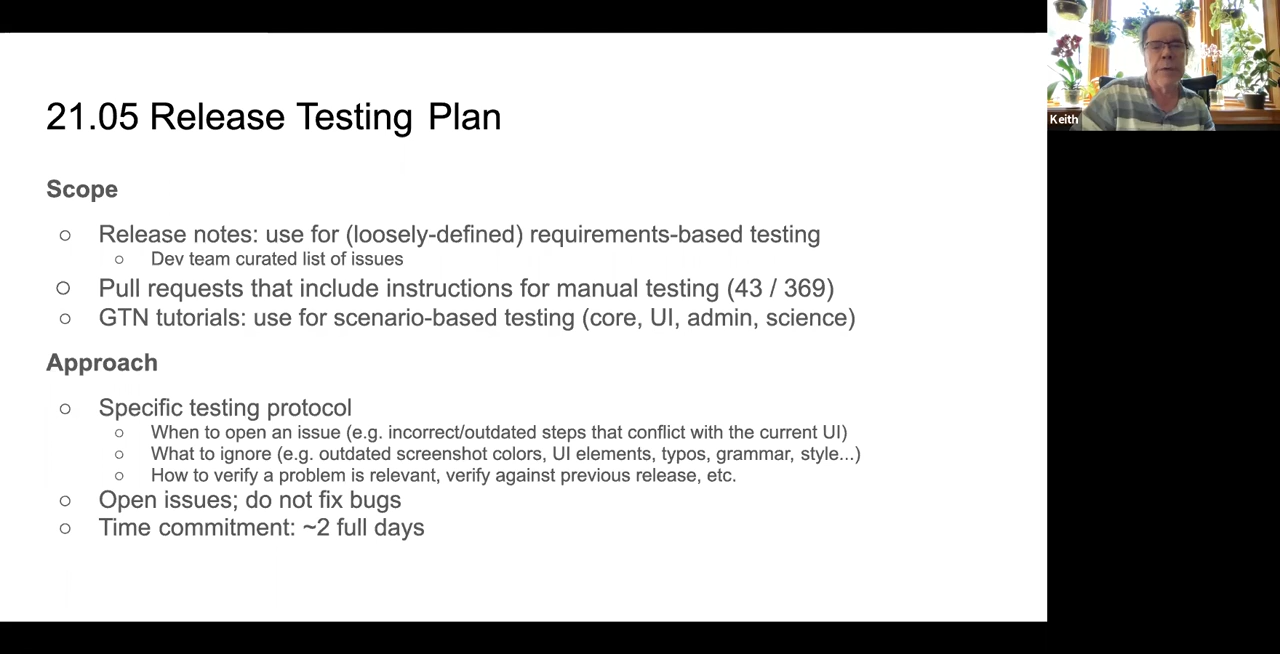 21.05 Release Testing Plan
Keith
Scope
○ Release notes: use for (loosely-defined) requirements-based testing
○ Dev team curated list of issues
○ Pull requests that include instructions for manual testing (43 / 369)
○ GTN tutorials: use for scenario-based testing (core, UI, admin, science)
Approach
○ Specific testing protocol
○ When to open an issue (e.g. incorrect/outdated steps that conflict with the current UI)
○ What to ignore (e.g. outdated screenshot colors, UI elements, typos, grammar, style...)
○ How to verify a problem is relevant, verify against previous release, etc.
○ Open issues; do not fix bugs
○ Time commitment: ~2 full days